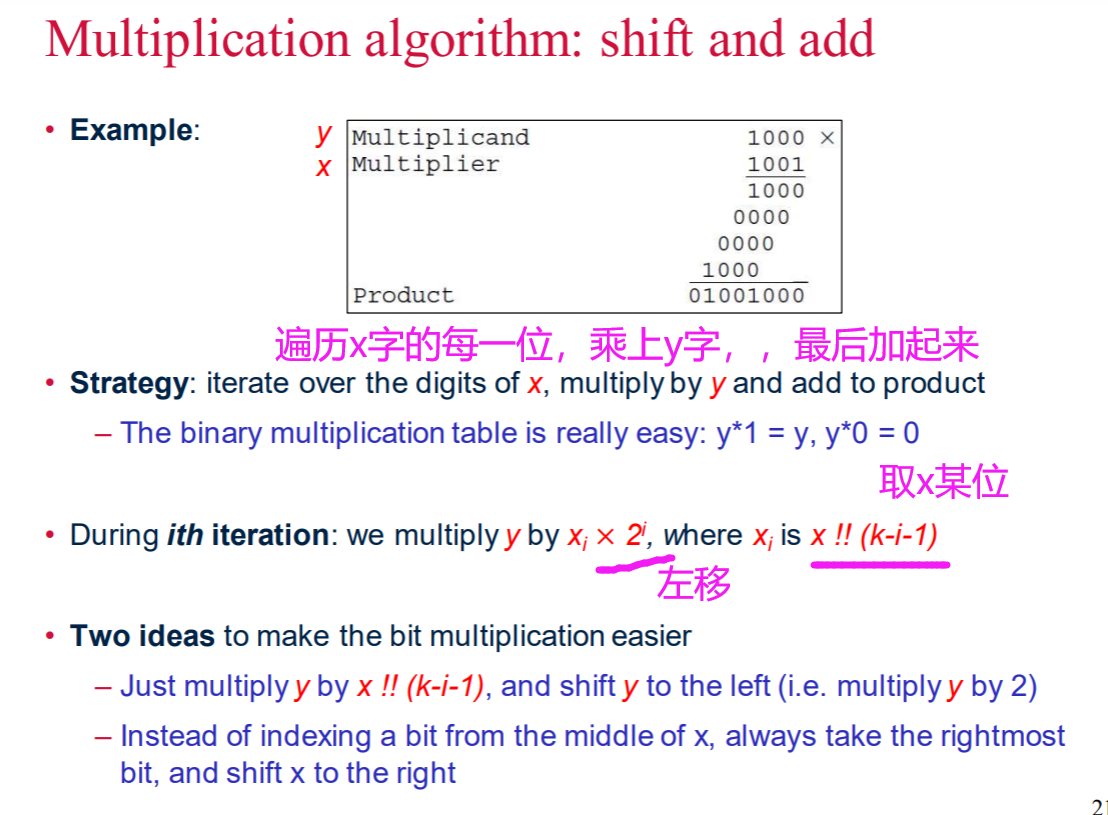 Multiplication algorithm: shift and add
• Example:
y Multiplicand 1000 ×
x Multiplier 1001
1000
0000
0000
1000
Product 01001000
遍历x字的每一位，乘上y字，，最后加起来
• Strategy: iterate over the digits of x, multiply by y and add to product
– The binary multiplication table is really easy: y*1 = y, y*0 = 0
取x某位
• During ith iteration: we multiply y by xᵢ × 2ⁱ, where xᵢ is x !! (k-i-1)
左移
• Two ideas to make the bit multiplication easier
– Just multiply y by x !! (k-i-1), and shift y to the left (i.e. multiply y by 2)
– Instead of indexing a bit from the middle of x, always take the rightmost
bit, and shift x to the right
21